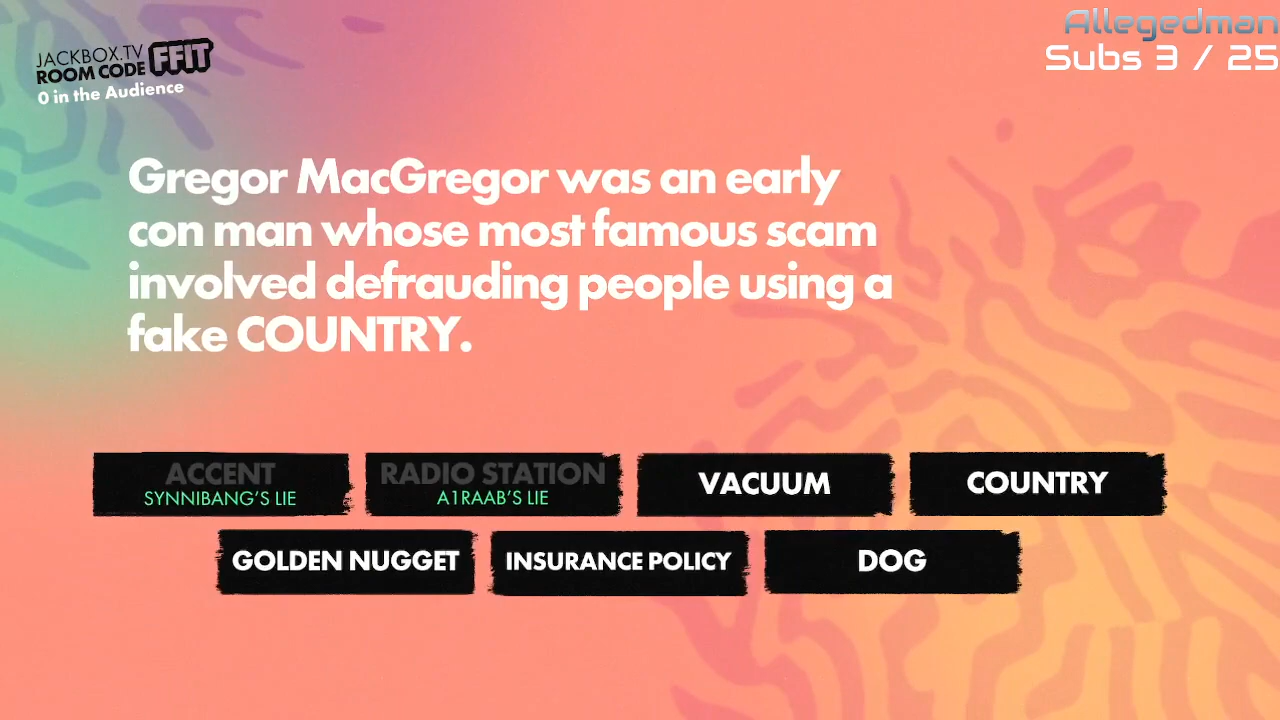 Allegedman
JACKBOX.TV
ROOM CODE FFIT
Subs 3 / 25
0 in the Audience
Gregor MacGregor was an early
con man whose most famous scam
involved defrauding people using a
fake COUNTRY.
ACCENT
SYNNIBANG'S LIE
RADIO STATION
A1RAAB'S LIE
VACUUM
COUNTRY
GOLDEN NUGGET
INSURANCE POLICY
DOG